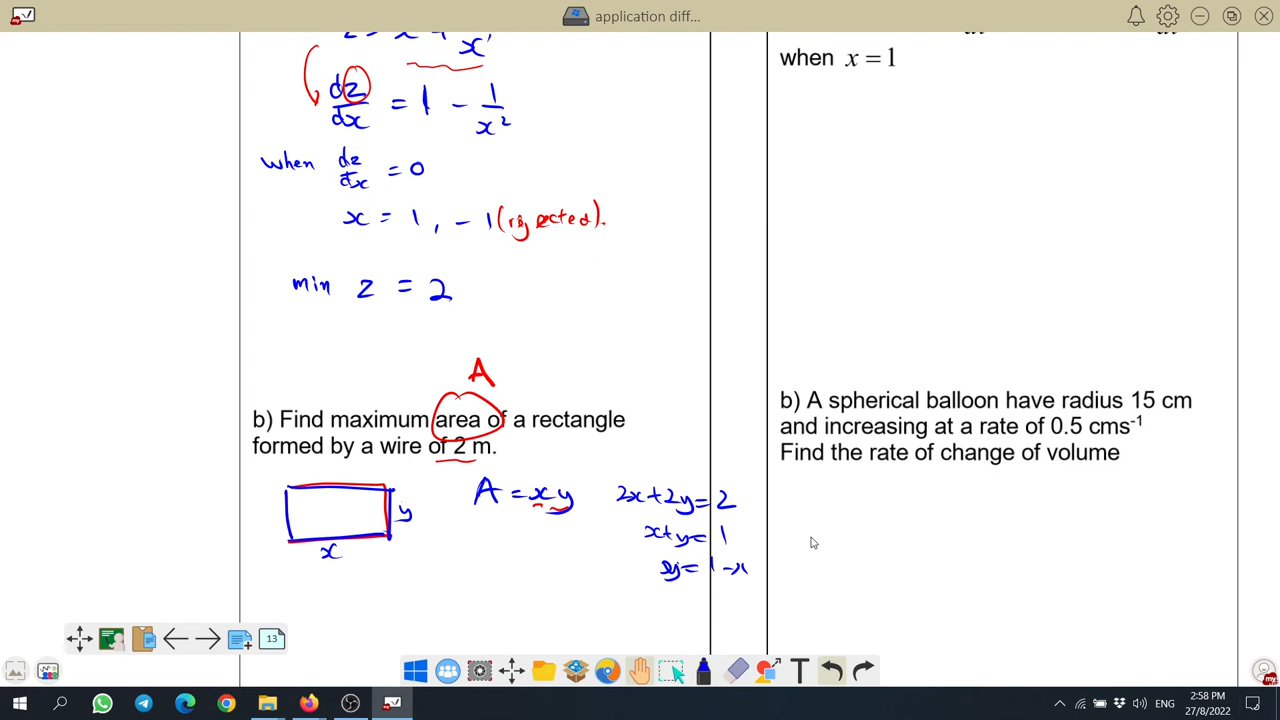 application diff...
dz/dx = 1 - 1/x²
when dz/dx = 0
x = 1, -1 (rejected).
min z = 2
A
b) Find maximum area of a rectangle
formed by a wire of 2 m.
A = xy
y
x
2x+2y=2
x+y=1
y=1-x
when x = 1
b) A spherical balloon have radius 15 cm
and increasing at a rate of 0.5 cms⁻¹
Find the rate of change of volume
13
T
ENG
2:58 PM
27/8/2022